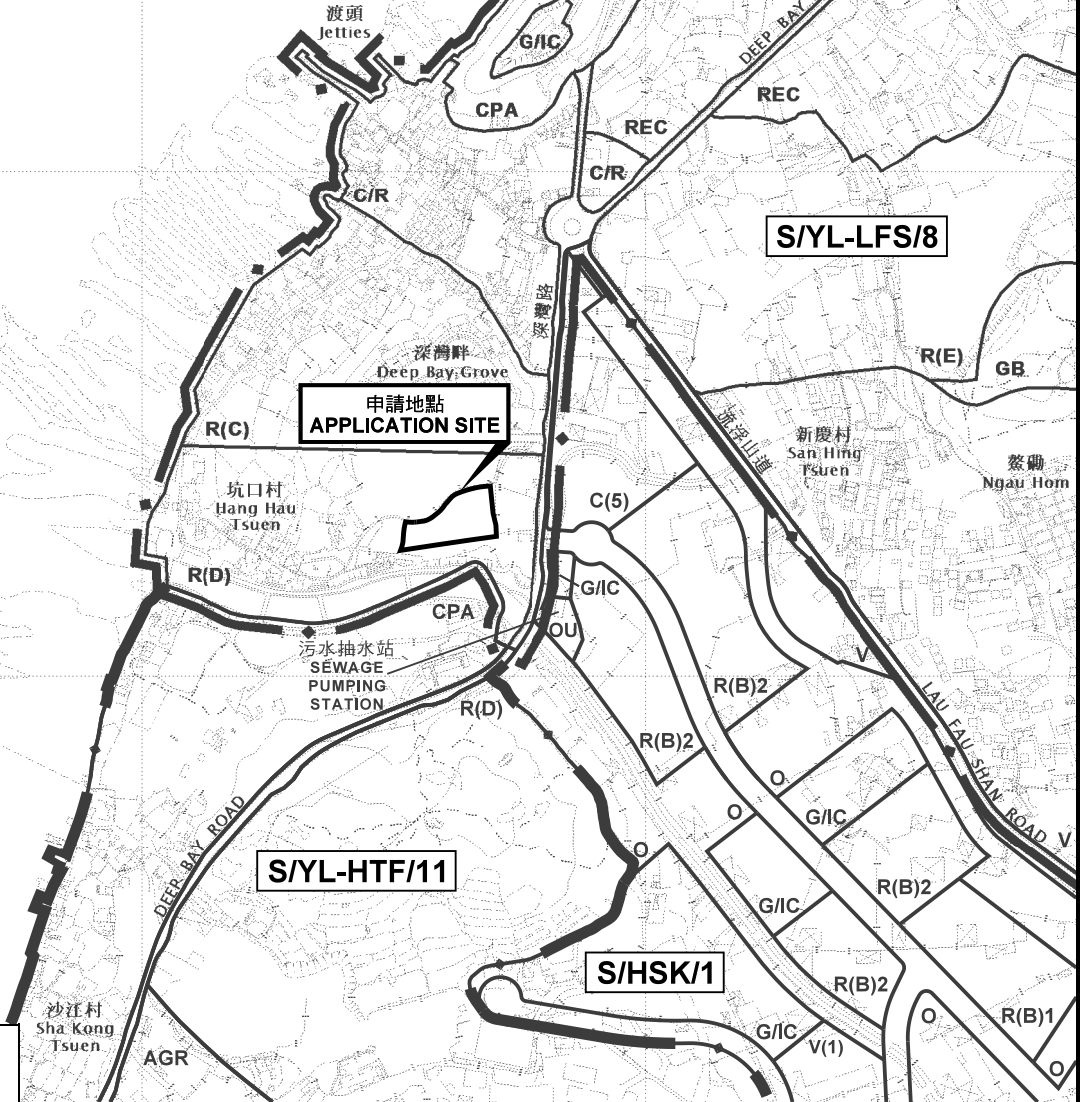 渡頭
Jetties
G/IC
DEEP BAY
CPA
REC
REC
C/R
C/R
S/YL-LFS/8
深灣路
深灣畔
Deep Bay Grove
R(E)
GB
申請地點
APPLICATION SITE
R(C)
流浮山道
新慶村
San Hing
Tsuen
鰲磡
Ngau Hom
坑口村
Hang Hau
Tsuen
C(5)
R(D)
G/IC
CPA
OU
污水抽水站
SEWAGE
PUMPING
STATION
V
R(B)2
R(D)
LAU FAU SHAN ROAD
R(B)2
O
O
G/IC
V
DEEP BAY ROAD
O
S/YL-HTF/11
R(B)2
G/IC
S/HSK/1
R(B)2
沙江村
Sha Kong
Tsuen
O
R(B)1
G/IC
V(1)
AGR
O